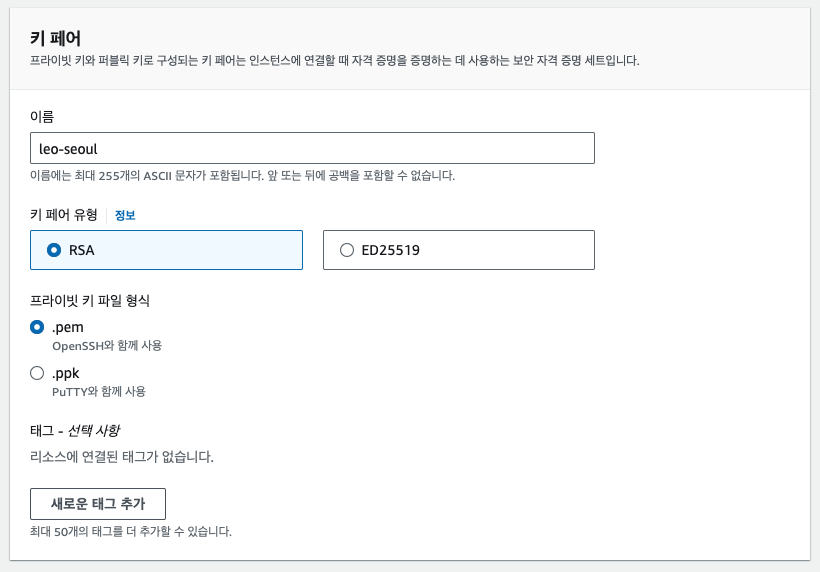 키 페어
프라이빗 키와 퍼블릭 키로 구성되는 키 페어는 인스턴스에 연결할 때 자격 증명을 증명하는 데 사용하는 보안 자격 증명 세트입니다.
이름
leo-seoul
이름에는 최대 255개의 ASCII 문자가 포함됩니다. 앞 또는 뒤에 공백을 포함할 수 없습니다.
키 페어 유형 정보
RSA ED25519
프라이빗 키 파일 형식
.pem
OpenSSH와 함께 사용
.ppk
PuTTY와 함께 사용
태그 - 선택 사항
리소스에 연결된 태그가 없습니다.
새로운 태그 추가
최대 50개의 태그를 더 추가할 수 있습니다.